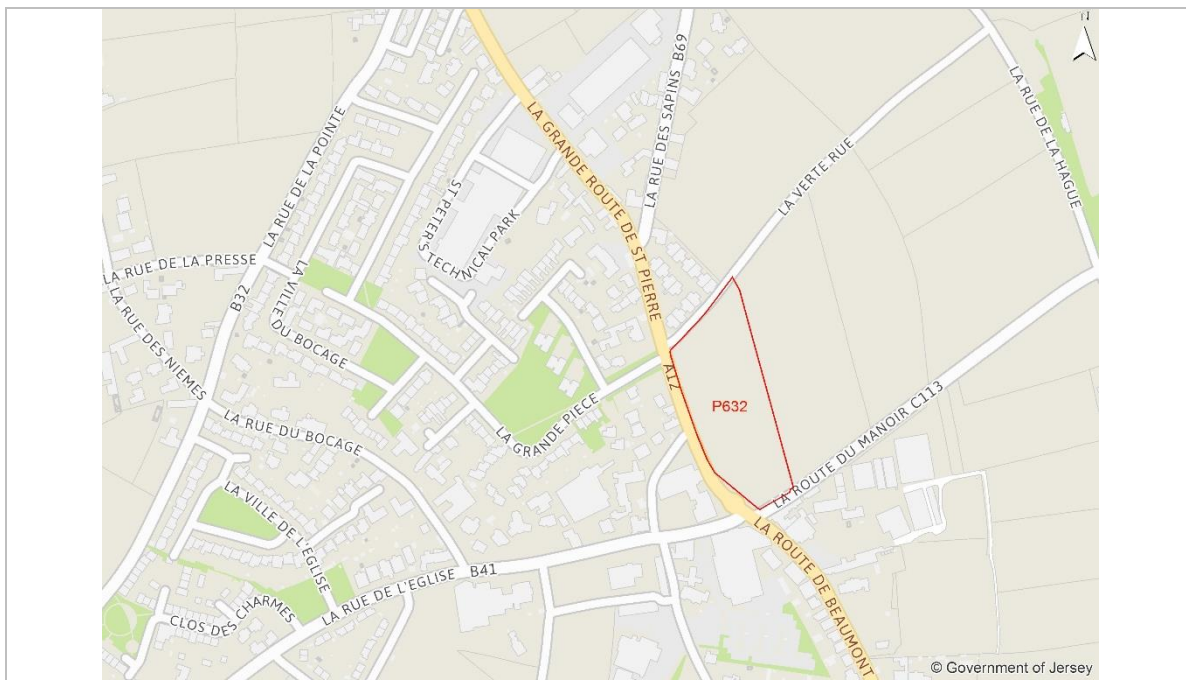 N
LA RUE DE LA POINTE
LA GRANDE ROUTE DE ST PIERRE
LA RUE DES SAPINS B69
LA VERTE RUE
LA RUE DE LA HAGUE
ST PETER'S TECHNICAL PARK
LA RUE DE LA PRESSE
B32
LA VILLE DU BOCAGE
LA RUE DES NIEMES
A12
P632
LA ROUTE DU MANOIR C113
LA GRANDE PIECE
LA RUE DU BOCAGE
LA VILLE DE L'EGLISE
LA RUE DE L'EGLISE B41
LA ROUTE DE BEAUMONT
CLOS DES CHARMES
© Government of Jersey